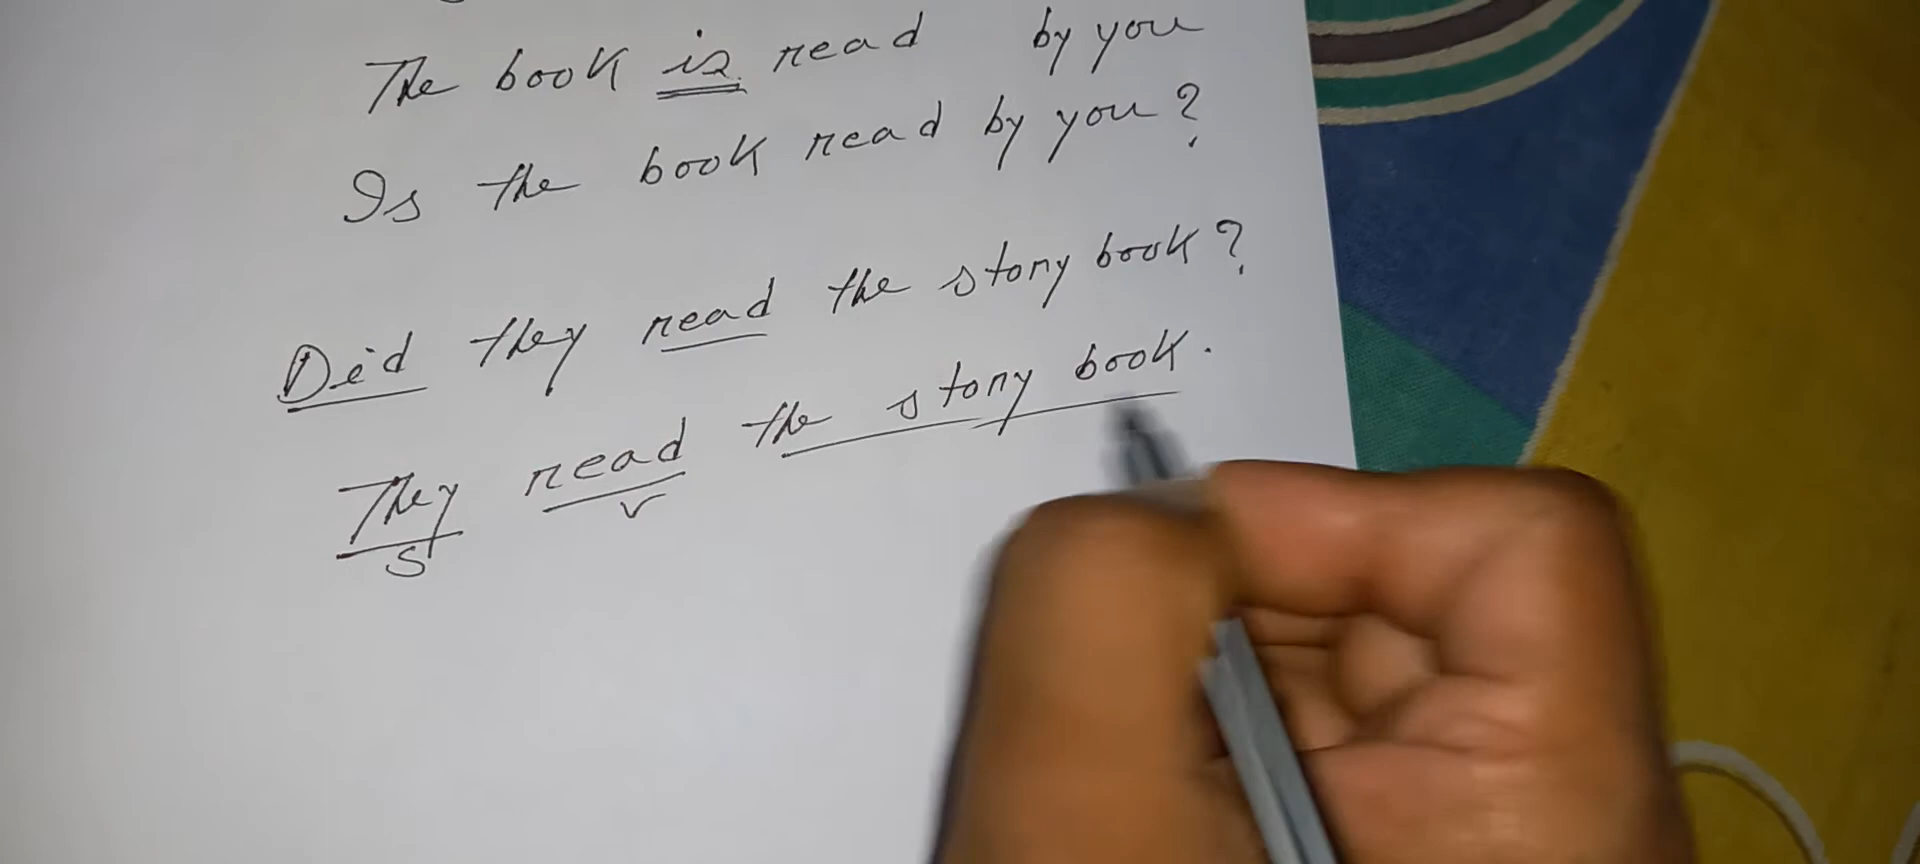 The book is read by you
Is the book read by you?
Did they read the story book?
They read the story book.
S V